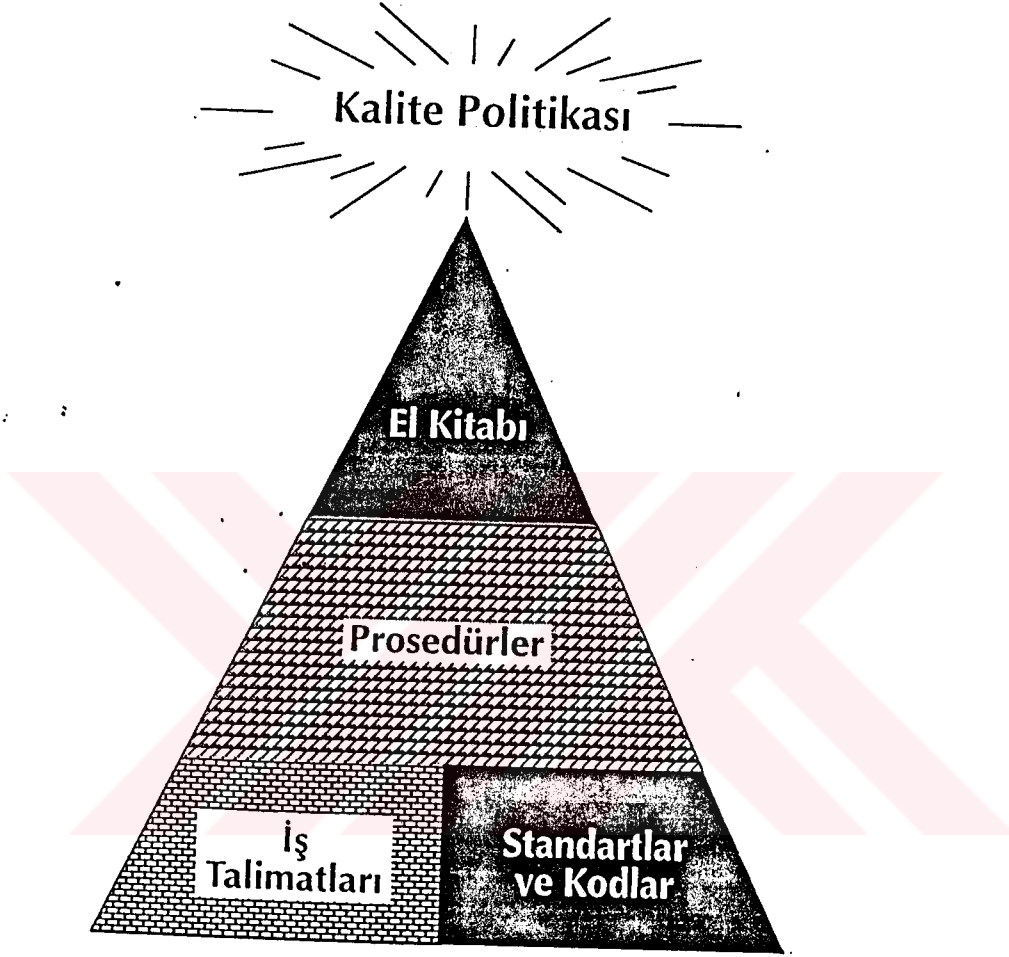 Kalite Politikası
El Kitabı
Prosedürler
İş
Talimatları
Standartlar
ve Kodlar